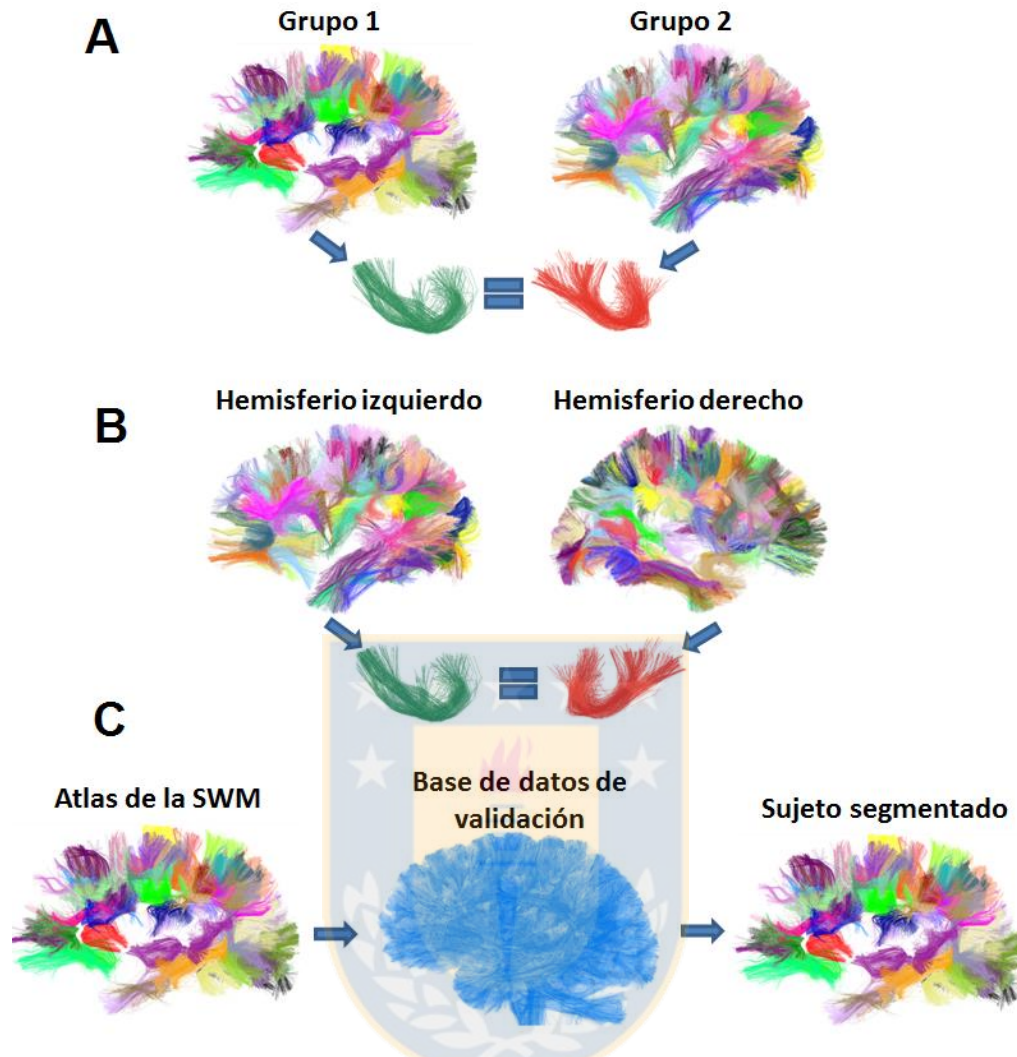 A
Grupo 1
Grupo 2
B
Hemisferio izquierdo
Hemisferio derecho
C
Atlas de la SWM
Base de datos de
validación
Sujeto segmentado